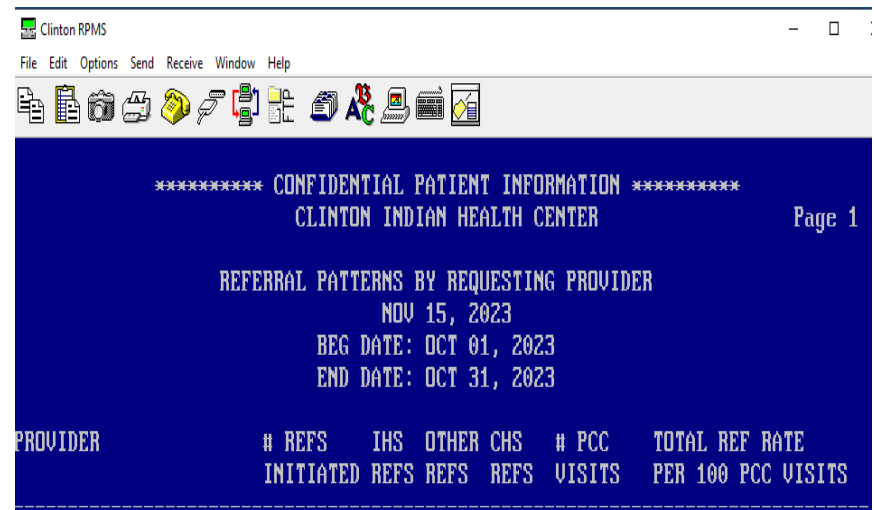 Clinton RPMS
File Edit Options Send Receive Window Help
FTP
ABC
********** CONFIDENTIAL PATIENT INFORMATION **********
CLINTON INDIAN HEALTH CENTER Page 1
REFERRAL PATTERNS BY REQUESTING PROVIDER
NOV 15, 2023
BEG DATE: OCT 01, 2023
END DATE: OCT 31, 2023
PROVIDER # REFS IHS OTHER CHS # PCC TOTAL REF RATE
INITIATED REFS REFS REFS VISITS PER 100 PCC VISITS